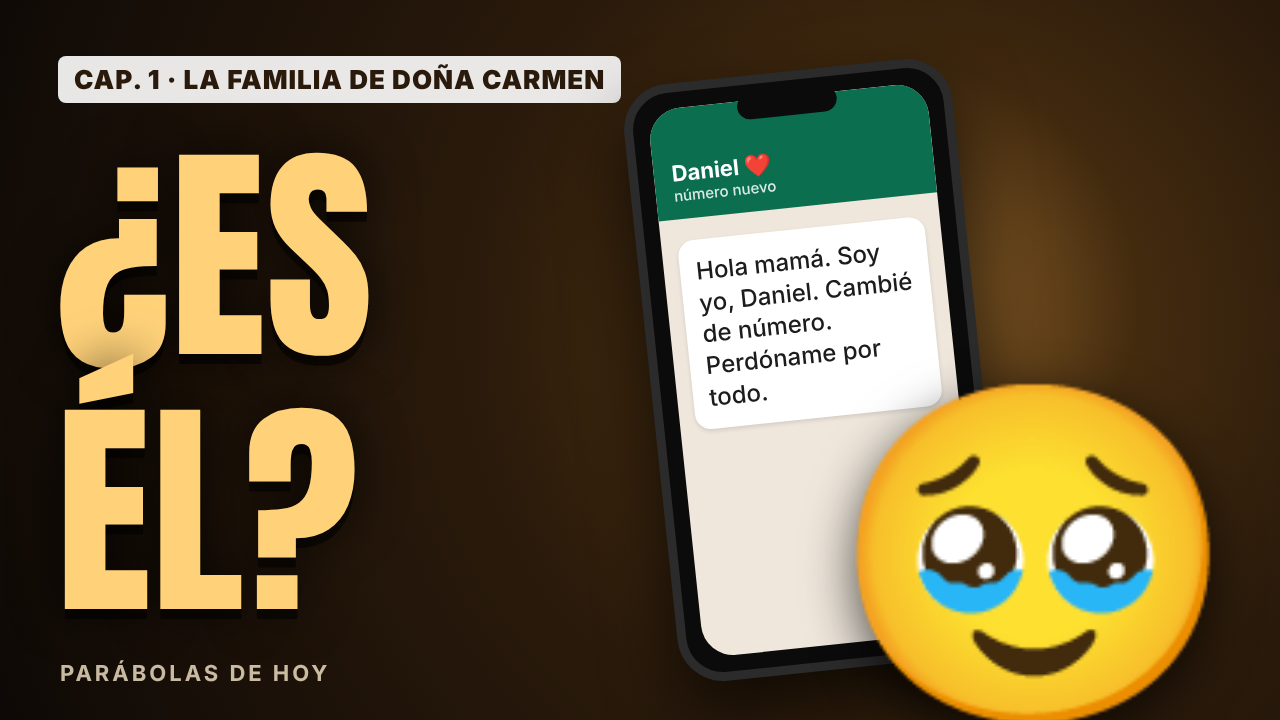 CAP. 1 · LA FAMILIA DE DOÑA CARMEN
¿ES
ÉL?
PARÁBOLAS DE HOY
Daniel ❤️
número nuevo
Hola mamá. Soy
yo, Daniel. Cambié
de número.
Perdóname por
todo.